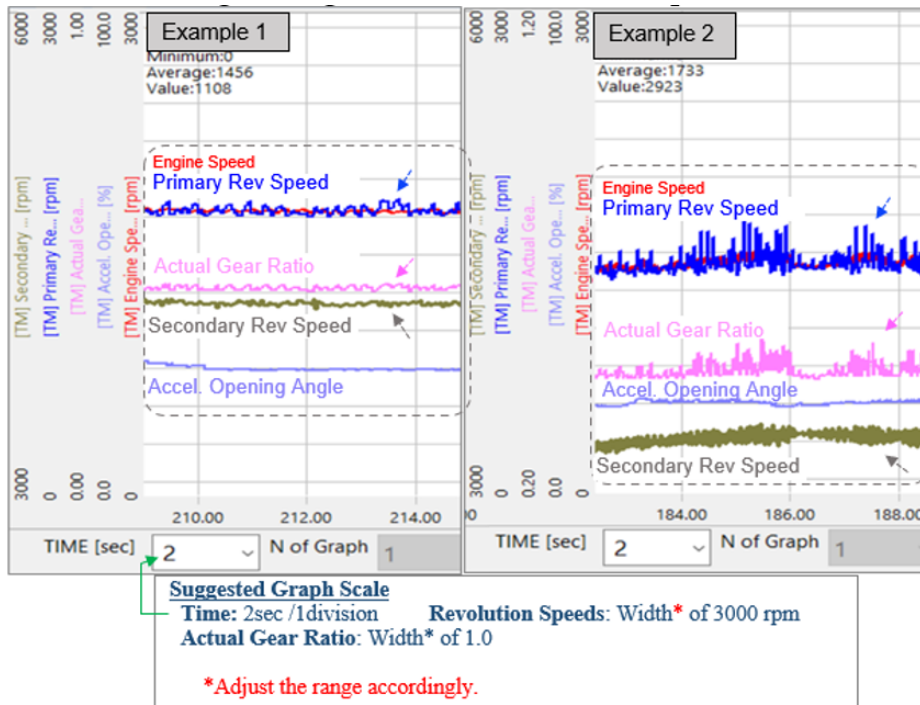 Example 1
6000
3000
1.00
100.0
3000
Minimum:0
Average:1456
Value:1108
[TM] Secondary ... [rpm]
[TM] Primary Re... [rpm]
[TM] Actual Gea...
[TM] Accel. Ope... [%]
[TM] Engine Spe... [rpm]
Engine Speed
Primary Rev Speed
Actual Gear Ratio
Secondary Rev Speed
Accel. Opening Angle
3000
0
0.00
0.0
0
210.00 212.00 214.00
TIME [sec] 2 N of Graph 1
Example 2
6000
3000
1.20
100.0
3000
Average:1733
Value:2923
[TM] Secondary ... [rpm]
[TM] Primary Re... [rpm]
[TM] Actual Gea...
[TM] Accel. Ope... [%]
[TM] Engine Spe... [rpm]
Engine Speed
Primary Rev Speed
Actual Gear Ratio
Accel. Opening Angle
Secondary Rev Speed
3000
0
0.20
0.0
0
184.00 186.00 188.00
TIME [sec] 2 N of Graph 1
Suggested Graph Scale
Time: 2sec /1division Revolution Speeds: Width* of 3000 rpm
Actual Gear Ratio: Width* of 1.0
*Adjust the range accordingly.